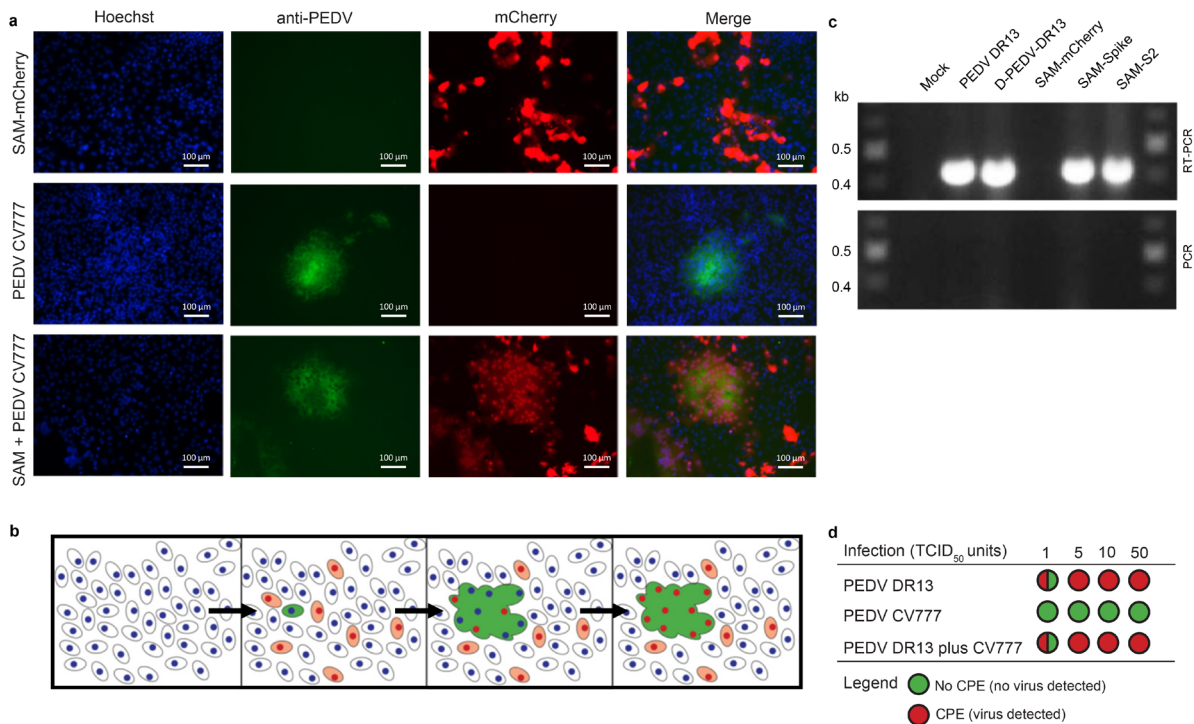 a
Hoechst anti-PEDV mCherry Merge
SAM-mCherry
100 µm 100 µm 100 µm 100 µm
PEDV CV777
100 µm 100 µm 100 µm 100 µm
SAM + PEDV CV777
100 µm 100 µm 100 µm 100 µm
b
c
Mock PEDV DR13 D-PEDV-DR13 SAM-mCherry SAM-Spike SAM-S2
kb
0.5
0.4
RT-PCR
0.5
0.4
PCR
d
Infection (TCID50 units) 1 5 10 50
PEDV DR13
PEDV CV777
PEDV DR13 plus CV777
Legend No CPE (no virus detected)
CPE (virus detected)